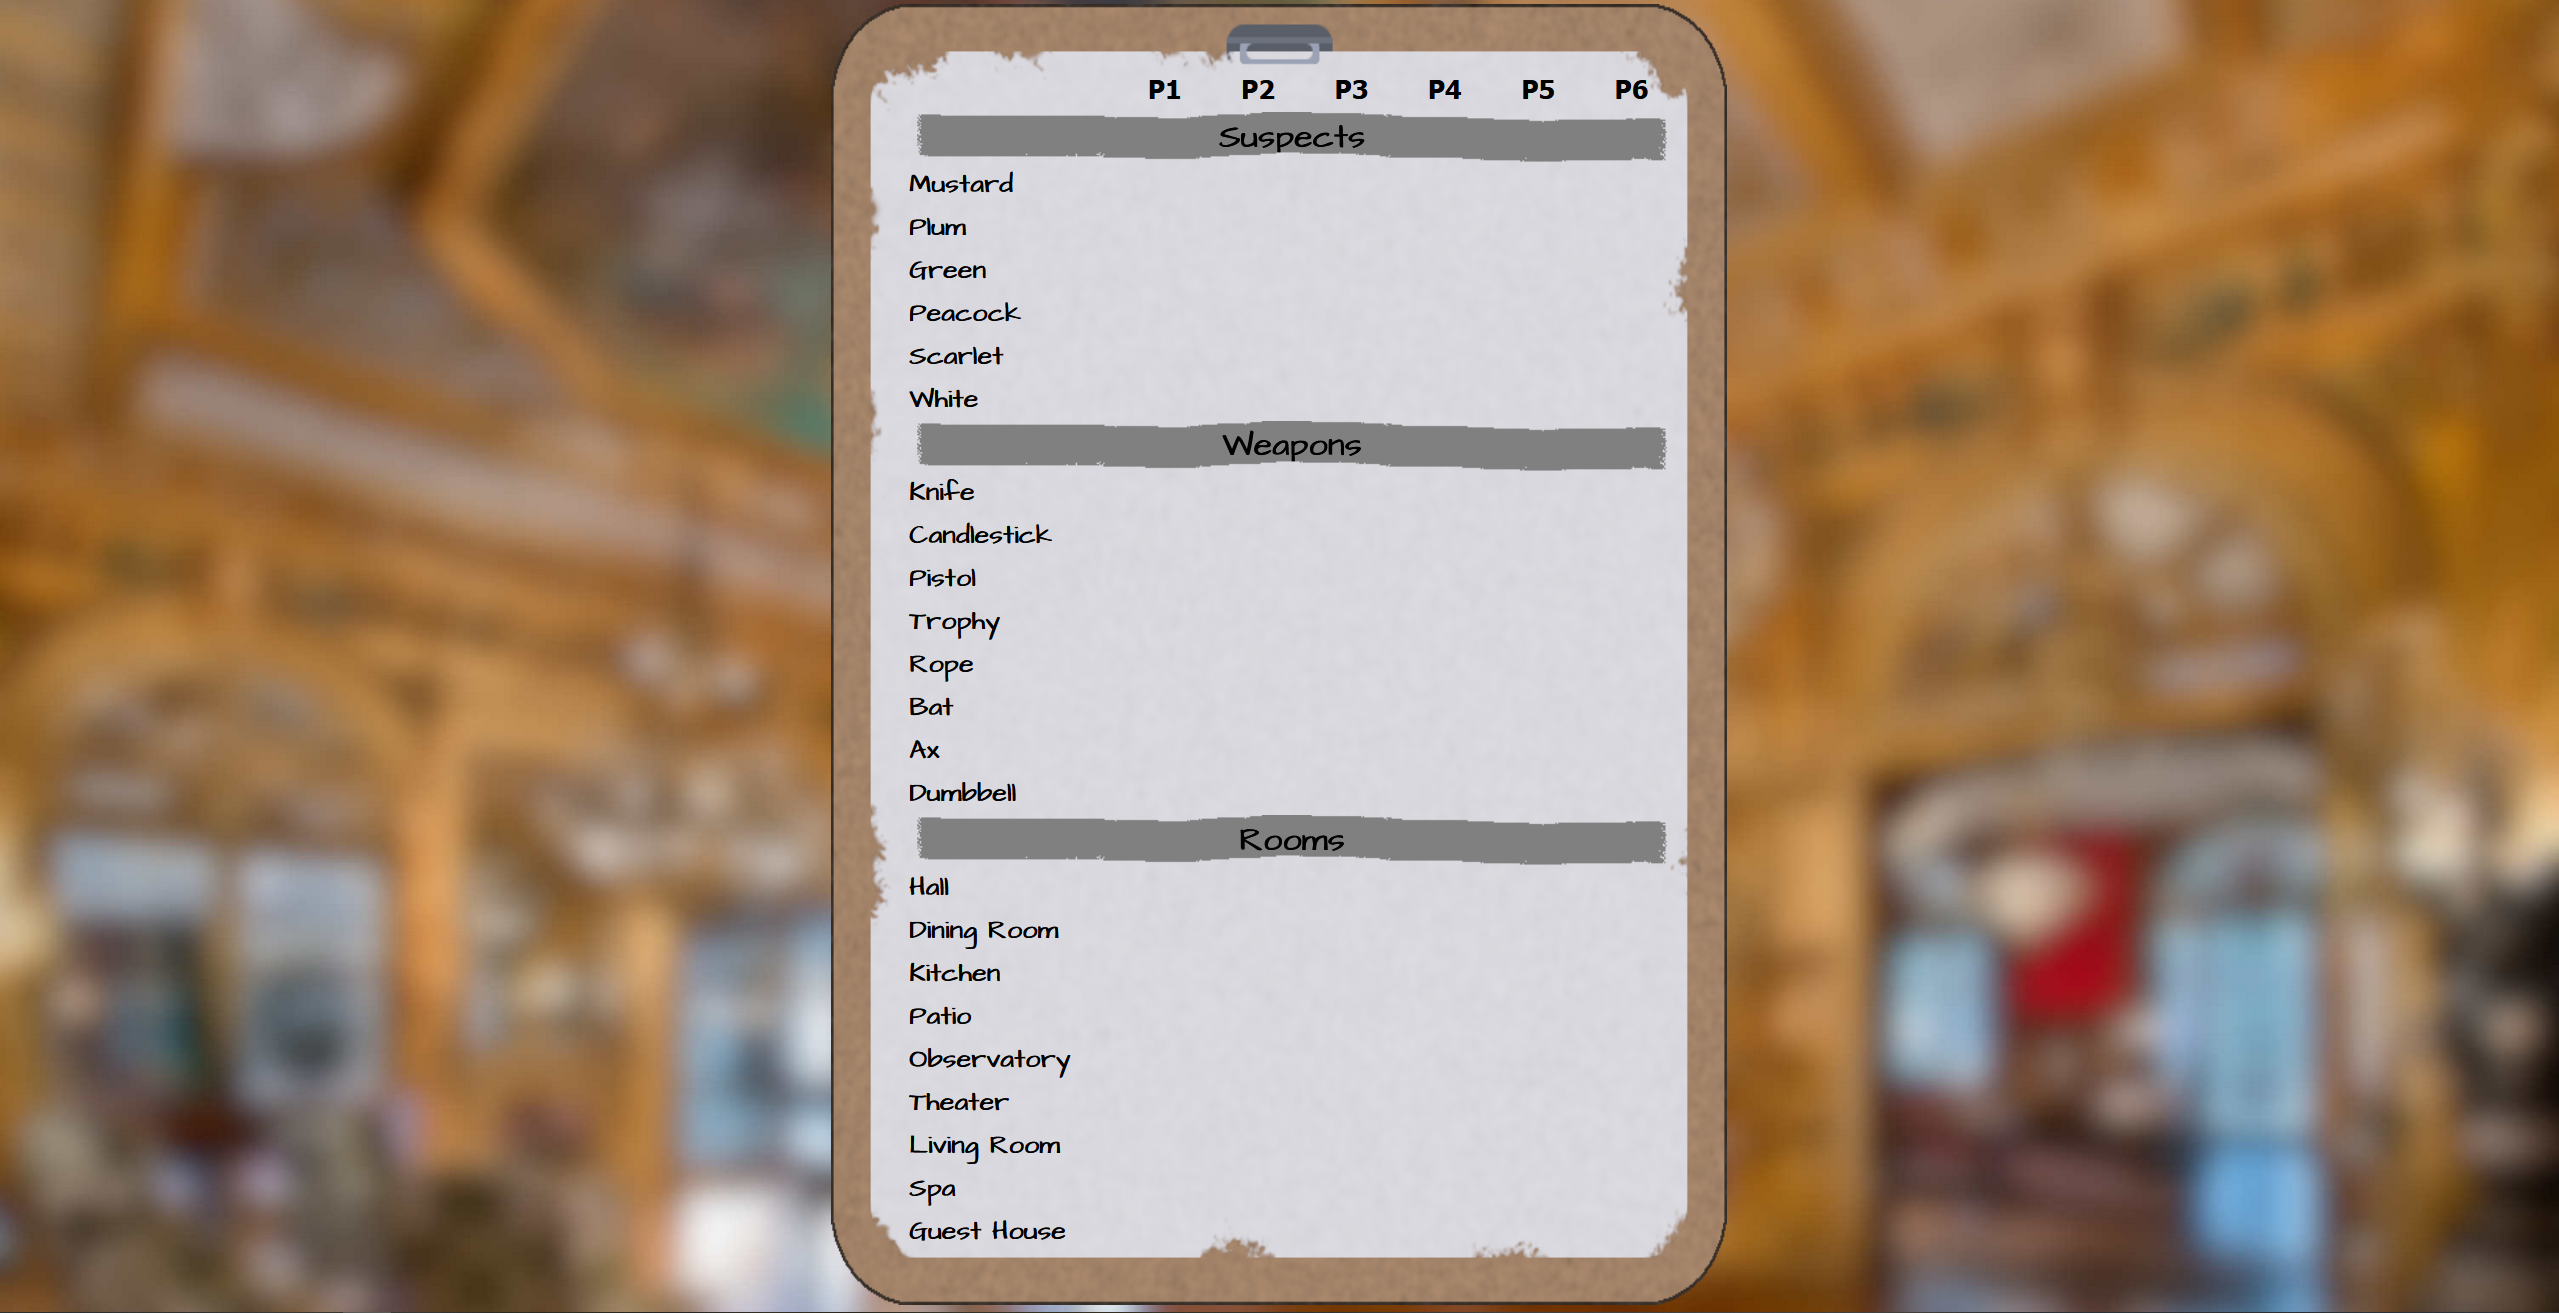 P1 P2 P3 P4 P5 P6
Suspects
Mustard
Plum
Green
Peacock
Scarlet
White
Weapons
Knife
Candlestick
Pistol
Trophy
Rope
Bat
Ax
Dumbbell
Rooms
Hall
Dining Room
Kitchen
Patio
Observatory
Theater
Living Room
Spa
Guest House